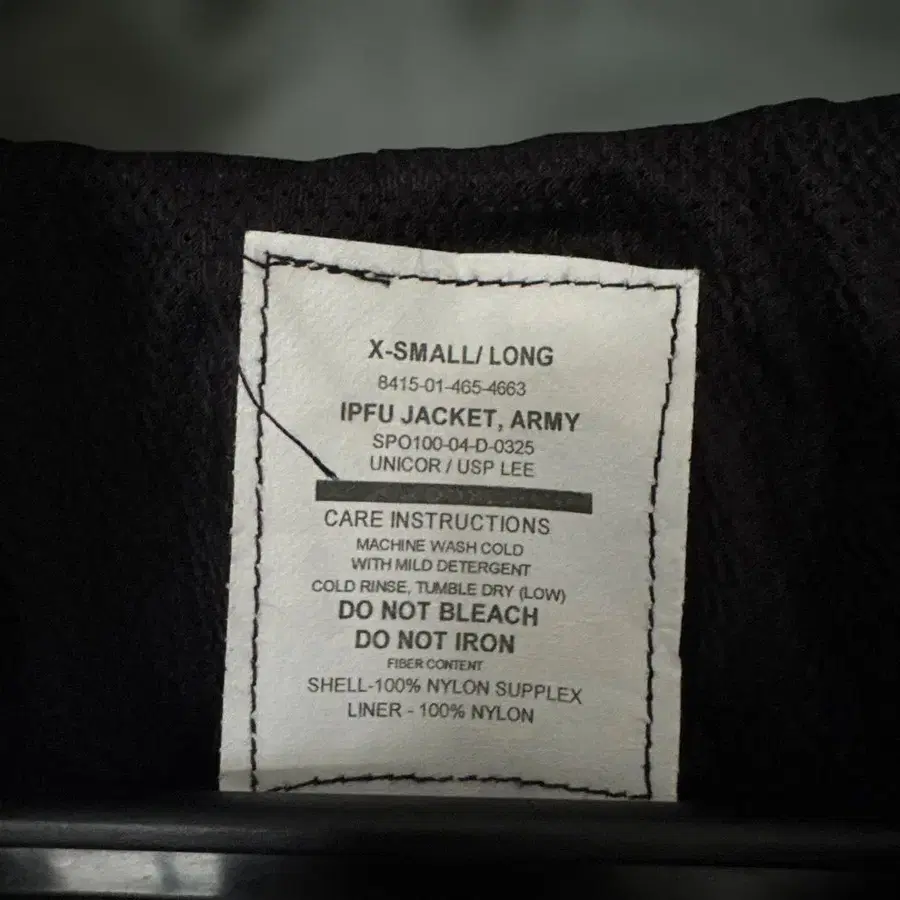 X-SMALL/ LONG
8415-01-465-4663
IPFU JACKET, ARMY
SPO100-04-D-0325
UNICOR / USP LEE
CARE INSTRUCTIONS
MACHINE WASH COLD
WITH MILD DETERGENT
COLD RINSE, TUMBLE DRY (LOW)
DO NOT BLEACH
DO NOT IRON
FIBER CONTENT
SHELL-100% NYLON SUPPLEX
LINER - 100% NYLON